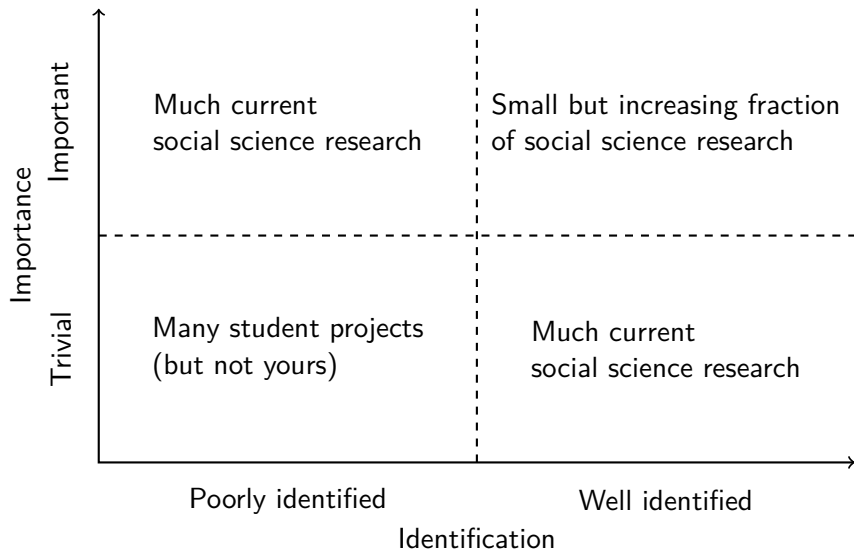 Importance
Important
Trivial
Much current
social science research
Small but increasing fraction
of social science research
Many student projects
(but not yours)
Much current
social science research
Poorly identified
Well identified
Identification